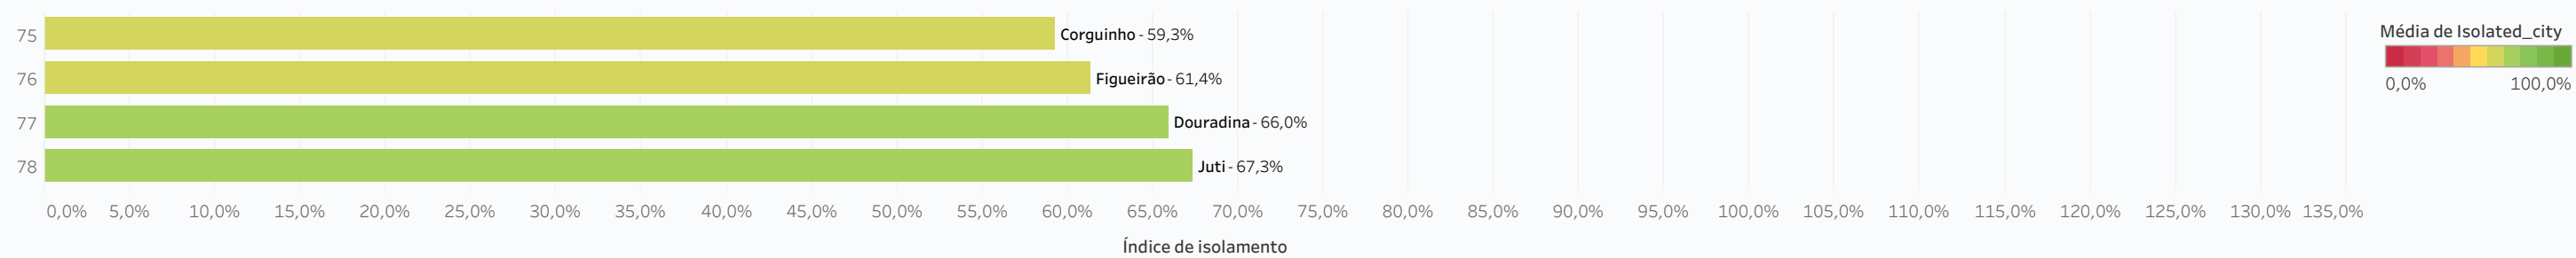 75 Corguinho - 59,3%
76 Figueirão - 61,4%
77 Douradina - 66,0%
78 Juti - 67,3%
0,0% 5,0% 10,0% 15,0% 20,0% 25,0% 30,0% 35,0% 40,0% 45,0% 50,0% 55,0% 60,0% 65,0% 70,0% 75,0% 80,0% 85,0% 90,0% 95,0% 100,0% 105,0% 110,0% 115,0% 120,0% 125,0% 130,0% 135,0%
Índice de isolamento
Média de Isolated_city
0,0% 100,0%